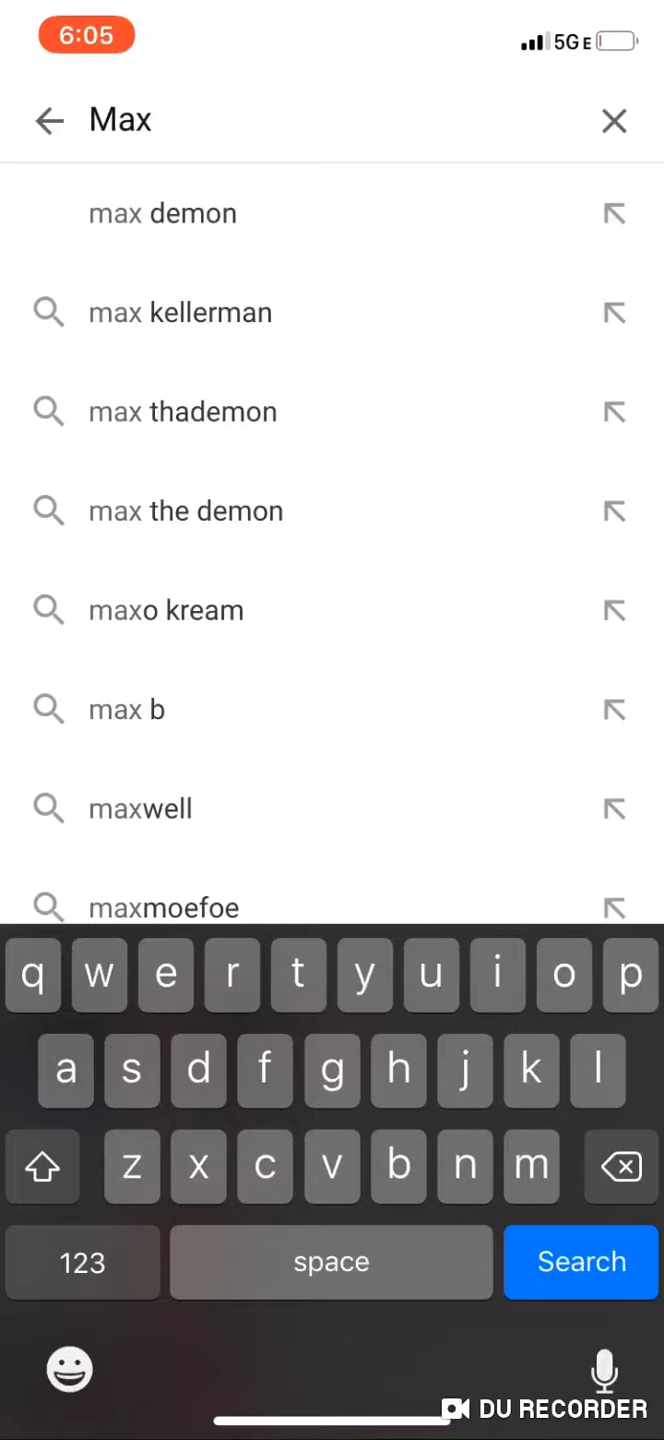 6:05 5GE
Max
max demon
max kellerman
max thademon
max the demon
maxo kream
max b
maxwell
maxmoefoe
q w e r t y u i o p
a s d f g h j k l
z x c v b n m
123 space Search
DU RECORDER